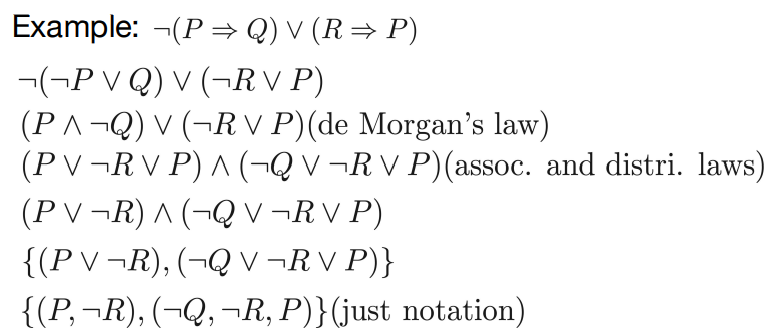 Example: ¬(P ⇒ Q) ∨ (R ⇒ P)
¬(¬P ∨ Q) ∨ (¬R ∨ P)
(P ∧ ¬Q) ∨ (¬R ∨ P)(de Morgan's law)
(P ∨ ¬R ∨ P) ∧ (¬Q ∨ ¬R ∨ P)(assoc. and distri. laws)
(P ∨ ¬R) ∧ (¬Q ∨ ¬R ∨ P)
{(P ∨ ¬R), (¬Q ∨ ¬R ∨ P)}
{(P, ¬R), (¬Q, ¬R, P)}(just notation)